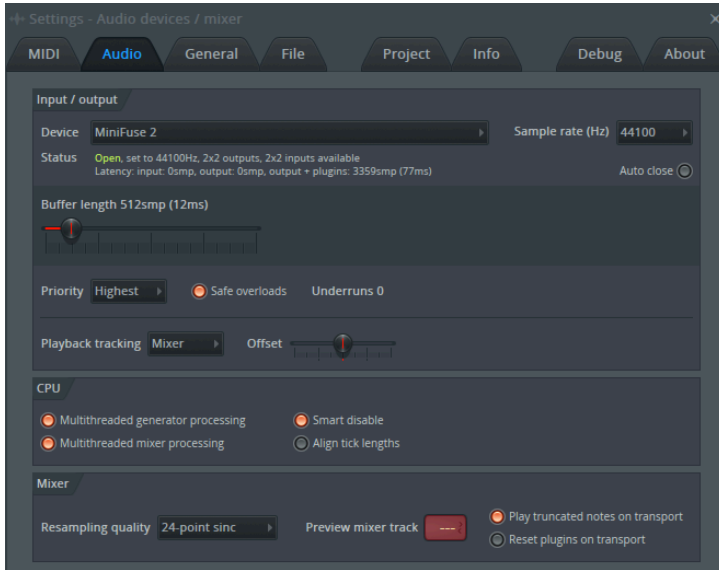 Settings - Audio devices / mixer
MIDI Audio General File Project Info Debug About
Input / output
Device MiniFuse 2 Sample rate (Hz) 44100
Status Open, set to 44100Hz, 2x2 outputs, 2x2 inputs available
Latency: input: 0smp, output: 0smp, output + plugins: 3359smp (77ms) Auto close
Buffer length 512smp (12ms)
Priority Highest Safe overloads Underruns 0
Playback tracking Mixer Offset
CPU
Multithreaded generator processing Smart disable
Multithreaded mixer processing Align tick lengths
Mixer
Resampling quality 24-point sinc Preview mixer track --- Play truncated notes on transport
Reset plugins on transport